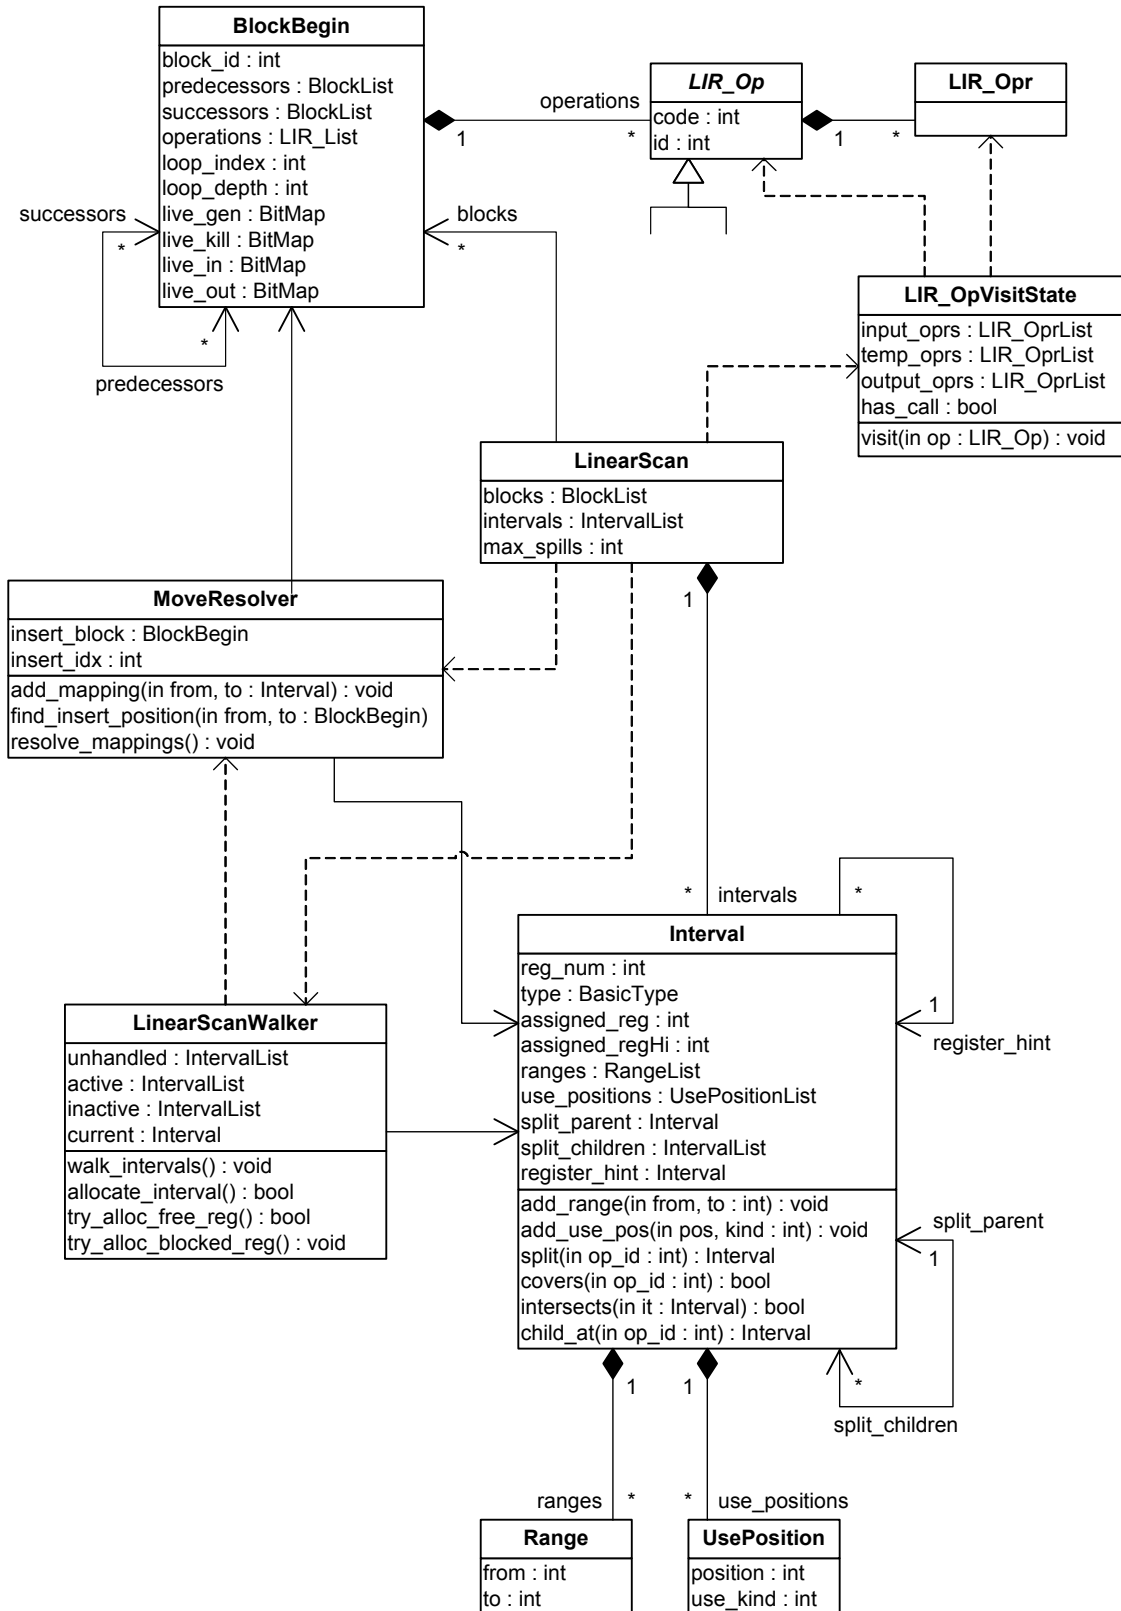 BlockBegin
block_id : int
predecessors : BlockList
successors : BlockList
operations : LIR_List
loop_index : int
loop_depth : int
live_gen : BitMap
live_kill : BitMap
live_in : BitMap
live_out : BitMap
operations
1
*
LIR_Op
code : int
id : int
1
*
LIR_Opr
successors
*
*
predecessors
blocks
*
LIR_OpVisitState
input_oprs : LIR_OprList
temp_oprs : LIR_OprList
output_oprs : LIR_OprList
has_call : bool
visit(in op : LIR_Op) : void
LinearScan
blocks : BlockList
intervals : IntervalList
max_spills : int
1
MoveResolver
insert_block : BlockBegin
insert_idx : int
add_mapping(in from, to : Interval) : void
find_insert_position(in from, to : BlockBegin)
resolve_mappings() : void
* intervals
*
1
register_hint
Interval
reg_num : int
type : BasicType
assigned_reg : int
assigned_regHi : int
ranges : RangeList
use_positions : UsePositionList
split_parent : Interval
split_children : IntervalList
register_hint : Interval
add_range(in from, to : int) : void
add_use_pos(in pos, kind : int) : void
split(in op_id : int) : Interval
covers(in op_id : int) : bool
intersects(in it : Interval) : bool
child_at(in op_id : int) : Interval
LinearScanWalker
unhandled : IntervalList
active : IntervalList
inactive : IntervalList
current : Interval
walk_intervals() : void
allocate_interval() : bool
try_alloc_free_reg() : bool
try_alloc_blocked_reg() : void
split_parent
1
*
split_children
1
1
ranges *
* use_positions
Range
from : int
to : int
UsePosition
position : int
use_kind : int